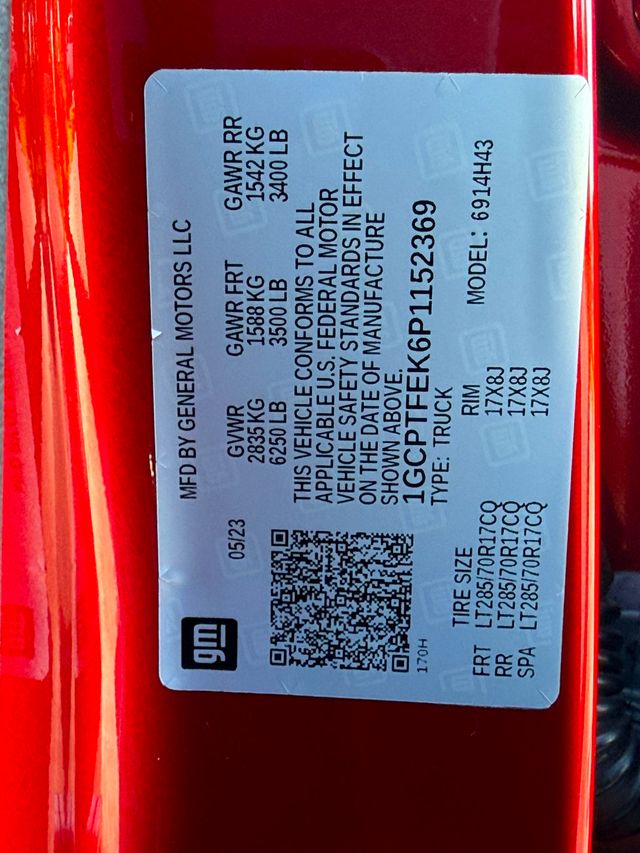 gm
MFD BY GENERAL MOTORS LLC
05/23
GVWR GAWR FRT GAWR RR
2835 KG 1588 KG 1542 KG
6250 LB 3500 LB 3400 LB
THIS VEHICLE CONFORMS TO ALL
APPLICABLE U.S. FEDERAL MOTOR
VEHICLE SAFETY STANDARDS IN EFFECT
ON THE DATE OF MANUFACTURE
SHOWN ABOVE.
1GCPTFEK6P1152369
TYPE: TRUCK MODEL: 6914H43
170H
TIRE SIZE RIM
FRT LT285/70R17CQ 17X8J
RR LT285/70R17CQ 17X8J
SPA LT285/70R17CQ 17X8J